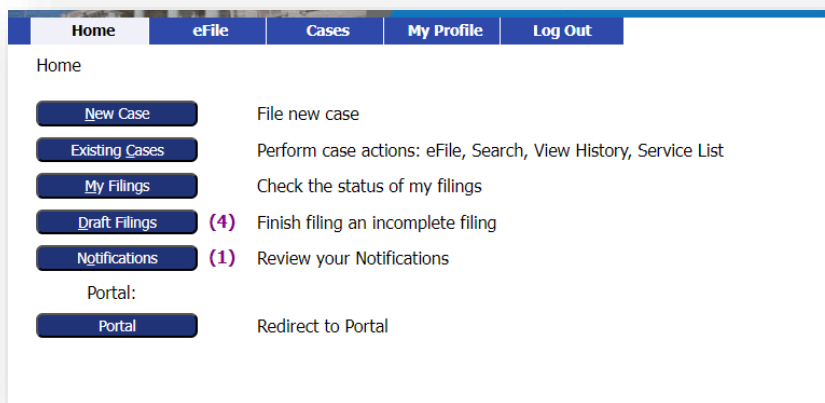 Home eFile Cases My Profile Log Out
Home
New Case File new case
Existing Cases Perform case actions: eFile, Search, View History, Service List
My Filings Check the status of my filings
Draft Filings (4) Finish filing an incomplete filing
Notifications (1) Review your Notifications
Portal:
Portal Redirect to Portal